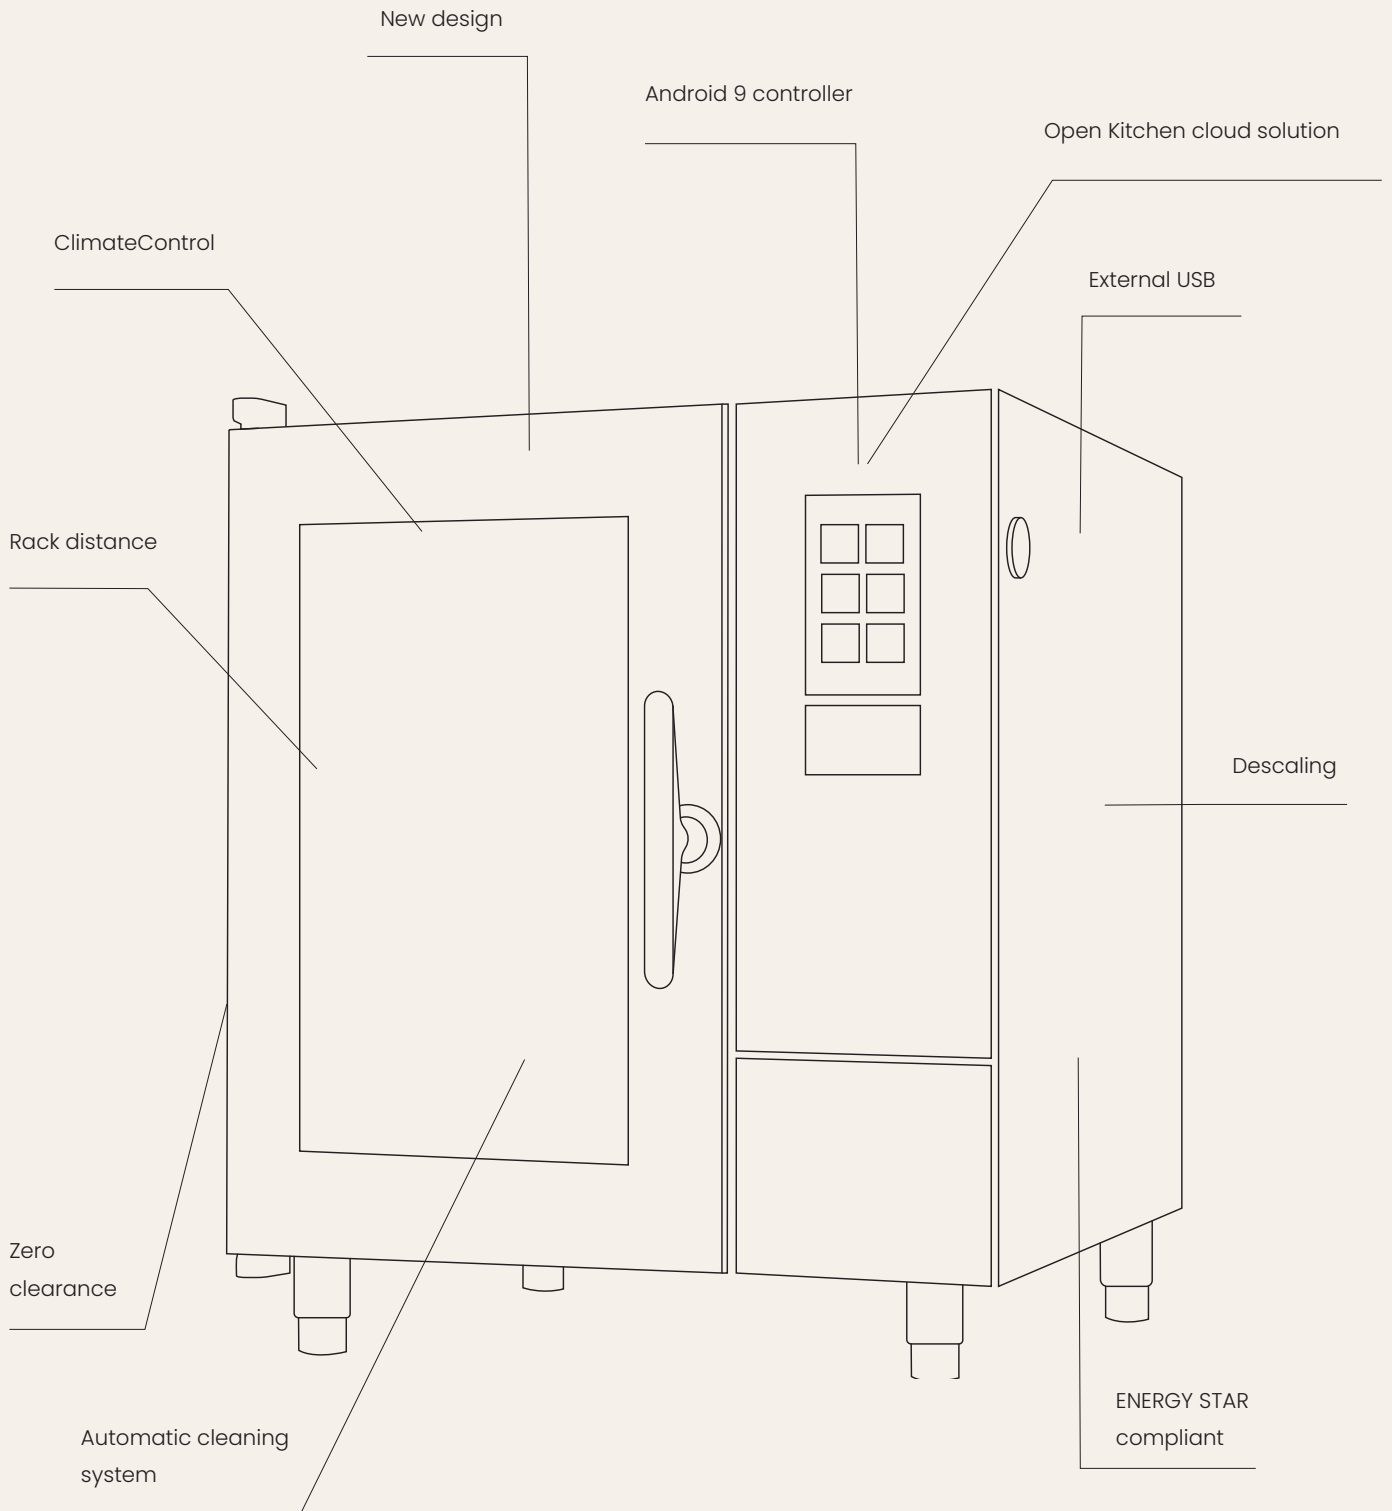 New design
Android 9 controller
Open Kitchen cloud solution
ClimateControl
External USB
Rack distance
Descaling
Zero
clearance
ENERGY STAR
compliant
Automatic cleaning
system